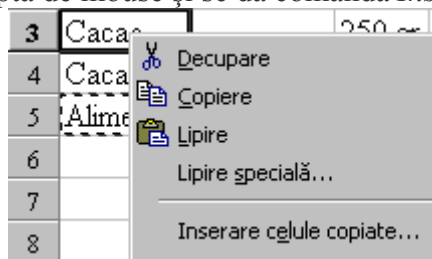 3 Cacao 250 gr
4 Caca
5 Alime
6
7
8
Decupare
Copiere
Lipire
Lipire specială...
Inserare celule copiate...